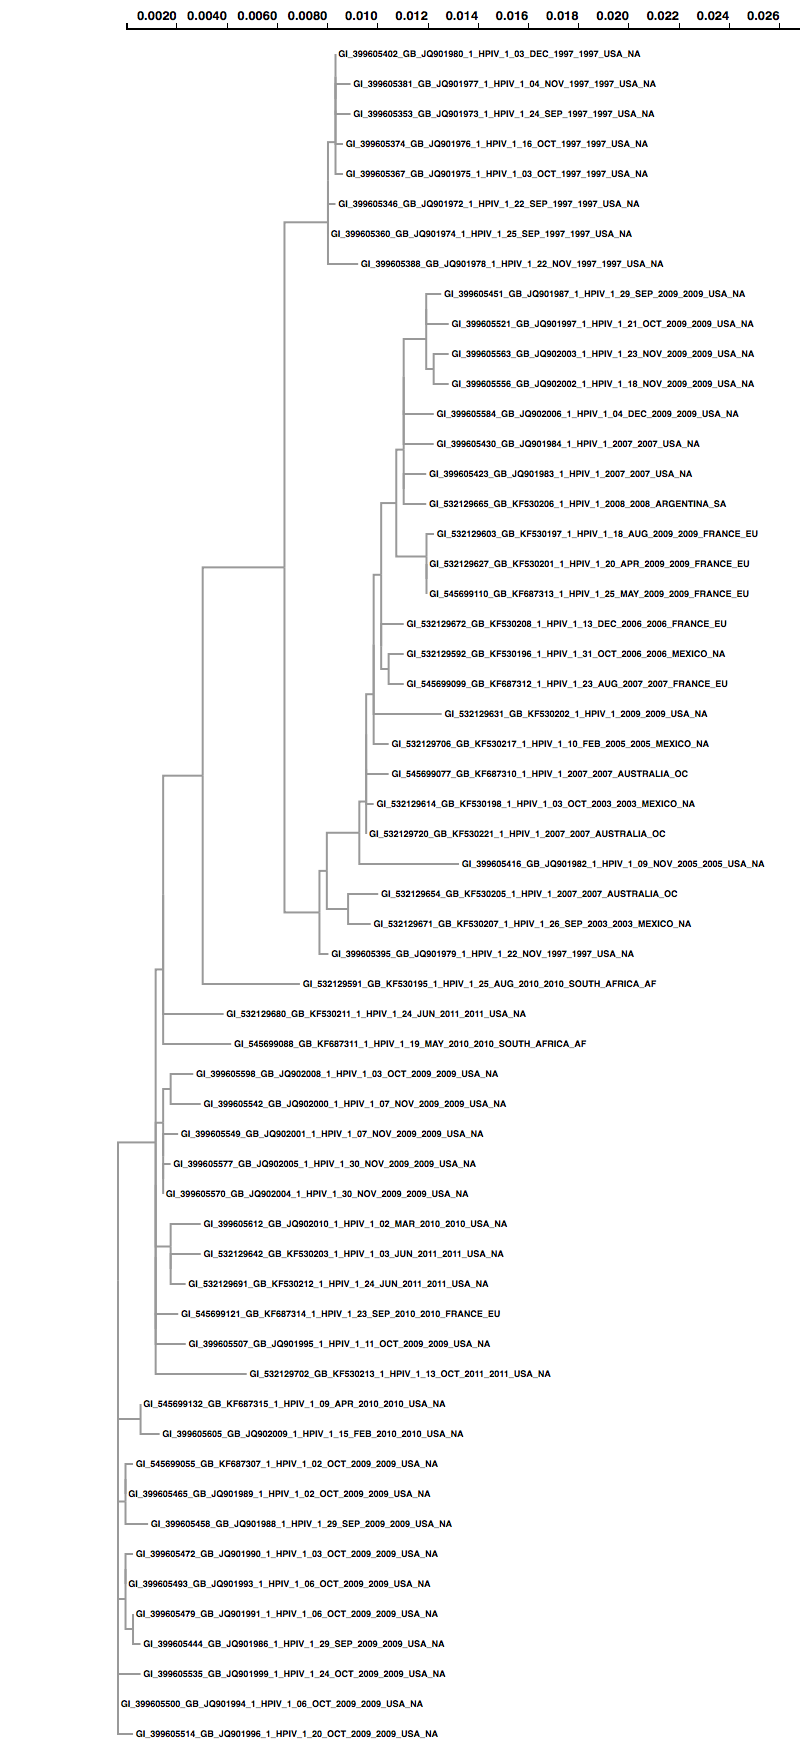 0.0020 0.0040 0.0060 0.0080 0.010 0.012 0.014 0.016 0.018 0.020 0.022 0.024 0.026
GI_399605402_GB_JQ901980_1_HPIV_1_03_DEC_1997_1997_USA_NA
GI_399605381_GB_JQ901977_1_HPIV_1_04_NOV_1997_1997_USA_NA
GI_399605353_GB_JQ901973_1_HPIV_1_24_SEP_1997_1997_USA_NA
GI_399605374_GB_JQ901976_1_HPIV_1_16_OCT_1997_1997_USA_NA
GI_399605367_GB_JQ901975_1_HPIV_1_03_OCT_1997_1997_USA_NA
GI_399605346_GB_JQ901972_1_HPIV_1_22_SEP_1997_1997_USA_NA
GI_399605360_GB_JQ901974_1_HPIV_1_25_SEP_1997_1997_USA_NA
GI_399605388_GB_JQ901978_1_HPIV_1_22_NOV_1997_1997_USA_NA
GI_399605451_GB_JQ901987_1_HPIV_1_29_SEP_2009_2009_USA_NA
GI_399605521_GB_JQ901997_1_HPIV_1_21_OCT_2009_2009_USA_NA
GI_399605563_GB_JQ902003_1_HPIV_1_23_NOV_2009_2009_USA_NA
GI_399605556_GB_JQ902002_1_HPIV_1_18_NOV_2009_2009_USA_NA
GI_399605584_GB_JQ902006_1_HPIV_1_04_DEC_2009_2009_USA_NA
GI_399605430_GB_JQ901984_1_HPIV_1_2007_2007_USA_NA
GI_399605423_GB_JQ901983_1_HPIV_1_2007_2007_USA_NA
GI_532129665_GB_KF530206_1_HPIV_1_2008_2008_ARGENTINA_SA
GI_532129603_GB_KF530197_1_HPIV_1_18_AUG_2009_2009_FRANCE_EU
GI_532129627_GB_KF530201_1_HPIV_1_20_APR_2009_2009_FRANCE_EU
GI_545699110_GB_KF687313_1_HPIV_1_25_MAY_2009_2009_FRANCE_EU
GI_532129672_GB_KF530208_1_HPIV_1_13_DEC_2006_2006_FRANCE_EU
GI_532129592_GB_KF530196_1_HPIV_1_31_OCT_2006_2006_MEXICO_NA
GI_545699099_GB_KF687312_1_HPIV_1_23_AUG_2007_2007_FRANCE_EU
GI_532129631_GB_KF530202_1_HPIV_1_2009_2009_USA_NA
GI_532129706_GB_KF530217_1_HPIV_1_10_FEB_2005_2005_MEXICO_NA
GI_545699077_GB_KF687310_1_HPIV_1_2007_2007_AUSTRALIA_OC
GI_532129614_GB_KF530198_1_HPIV_1_03_OCT_2003_2003_MEXICO_NA
GI_532129720_GB_KF530221_1_HPIV_1_2007_2007_AUSTRALIA_OC
GI_399605416_GB_JQ901982_1_HPIV_1_09_NOV_2005_2005_USA_NA
GI_532129654_GB_KF530205_1_HPIV_1_2007_2007_AUSTRALIA_OC
GI_532129671_GB_KF530207_1_HPIV_1_26_SEP_2003_2003_MEXICO_NA
GI_399605395_GB_JQ901979_1_HPIV_1_22_NOV_1997_1997_USA_NA
GI_532129591_GB_KF530195_1_HPIV_1_25_AUG_2010_2010_SOUTH_AFRICA_AF
GI_532129680_GB_KF530211_1_HPIV_1_24_JUN_2011_2011_USA_NA
GI_545699088_GB_KF687311_1_HPIV_1_19_MAY_2010_2010_SOUTH_AFRICA_AF
GI_399605598_GB_JQ902008_1_HPIV_1_03_OCT_2009_2009_USA_NA
GI_399605542_GB_JQ902000_1_HPIV_1_07_NOV_2009_2009_USA_NA
GI_399605549_GB_JQ902001_1_HPIV_1_07_NOV_2009_2009_USA_NA
GI_399605577_GB_JQ902005_1_HPIV_1_30_NOV_2009_2009_USA_NA
GI_399605570_GB_JQ902004_1_HPIV_1_30_NOV_2009_2009_USA_NA
GI_399605612_GB_JQ902010_1_HPIV_1_02_MAR_2010_2010_USA_NA
GI_532129642_GB_KF530203_1_HPIV_1_03_JUN_2011_2011_USA_NA
GI_532129691_GB_KF530212_1_HPIV_1_24_JUN_2011_2011_USA_NA
GI_545699121_GB_KF687314_1_HPIV_1_23_SEP_2010_2010_FRANCE_EU
GI_399605507_GB_JQ901995_1_HPIV_1_11_OCT_2009_2009_USA_NA
GI_532129702_GB_KF530213_1_HPIV_1_13_OCT_2011_2011_USA_NA
GI_545699132_GB_KF687315_1_HPIV_1_09_APR_2010_2010_USA_NA
GI_399605605_GB_JQ902009_1_HPIV_1_15_FEB_2010_2010_USA_NA
GI_545699055_GB_KF687307_1_HPIV_1_02_OCT_2009_2009_USA_NA
GI_399605465_GB_JQ901989_1_HPIV_1_02_OCT_2009_2009_USA_NA
GI_399605458_GB_JQ901988_1_HPIV_1_29_SEP_2009_2009_USA_NA
GI_399605472_GB_JQ901990_1_HPIV_1_03_OCT_2009_2009_USA_NA
GI_399605493_GB_JQ901993_1_HPIV_1_06_OCT_2009_2009_USA_NA
GI_399605479_GB_JQ901991_1_HPIV_1_06_OCT_2009_2009_USA_NA
GI_399605444_GB_JQ901986_1_HPIV_1_29_SEP_2009_2009_USA_NA
GI_399605535_GB_JQ901999_1_HPIV_1_24_OCT_2009_2009_USA_NA
GI_399605500_GB_JQ901994_1_HPIV_1_06_OCT_2009_2009_USA_NA
GI_399605514_GB_JQ901996_1_HPIV_1_20_OCT_2009_2009_USA_NA